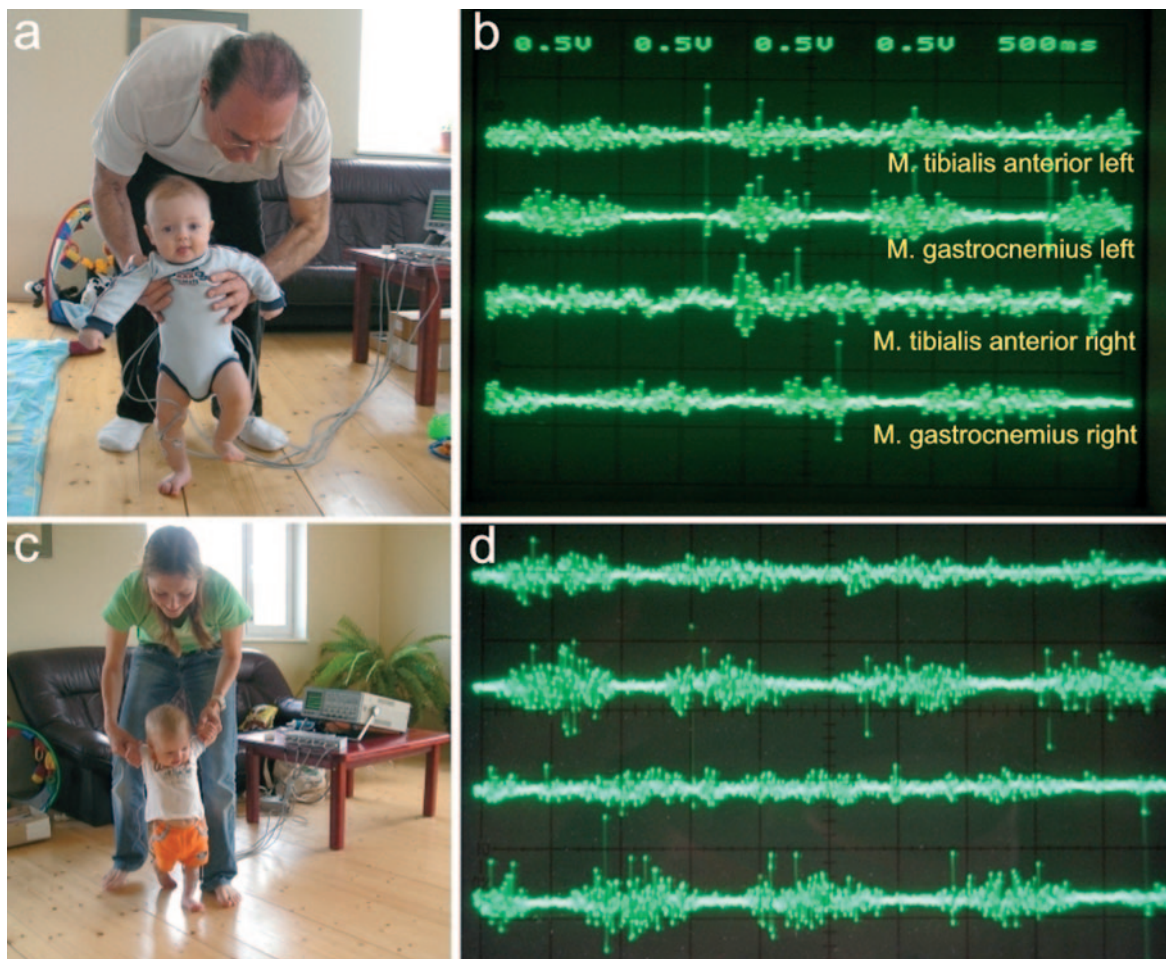 a
b
0.5V 0.5V 0.5V 0.5V 500ms
M. tibialis anterior left
M. gastrocnemius left
M. tibialis anterior right
M. gastrocnemius right
c
d